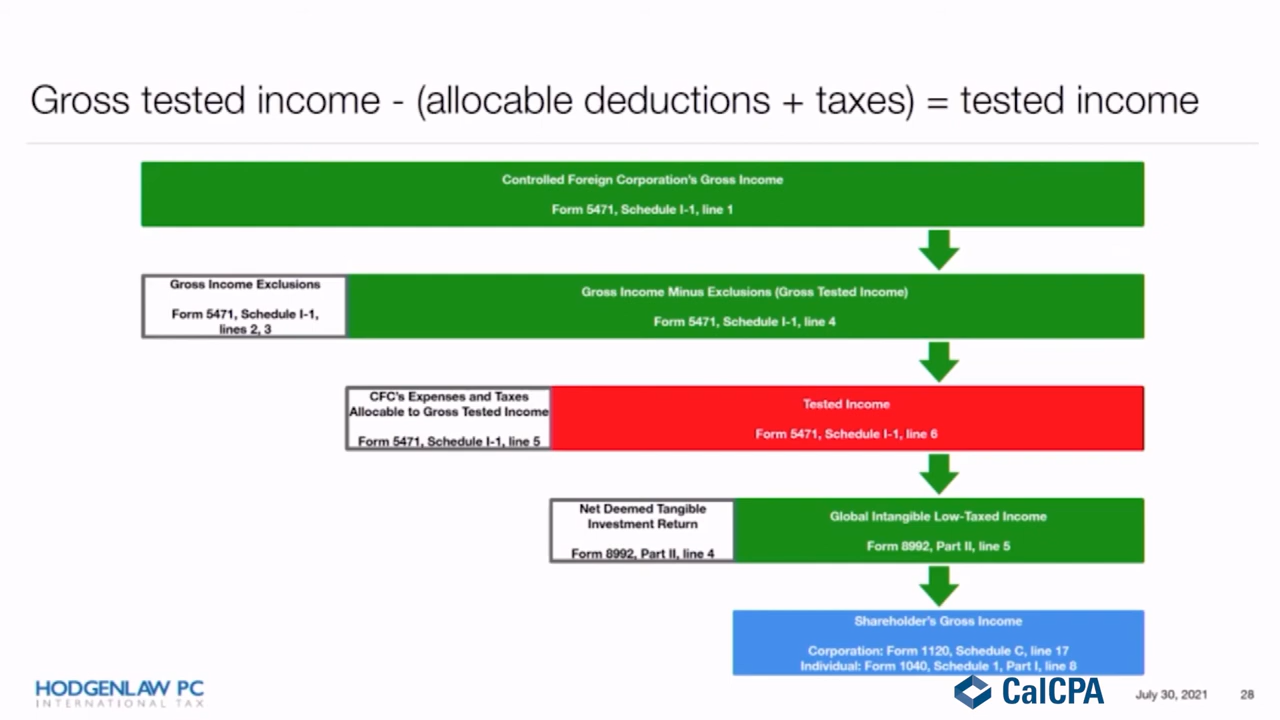 Gross tested income - (allocable deductions + taxes) = tested income
Controlled Foreign Corporation's Gross Income
Form 5471, Schedule I-1, line 1
Gross Income Exclusions
Form 5471, Schedule I-1,
lines 2, 3
Gross Income Minus Exclusions (Gross Tested Income)
Form 5471, Schedule I-1, line 4
CFC's Expenses and Taxes
Allocable to Gross Tested Income
Form 5471, Schedule I-1, line 5
Tested Income
Form 5471, Schedule I-1, line 6
Net Deemed Tangible
Investment Return
Form 8992, Part II, line 4
Global Intangible Low-Taxed Income
Form 8992, Part II, line 5
Shareholder's Gross Income
Corporation: Form 1120, Schedule C, line 17
Individual: Form 1040, Schedule 1, Part I, line 8
HODGENLAW PC
INTERNATIONAL TAX
CalCPA
July 30, 2021
28